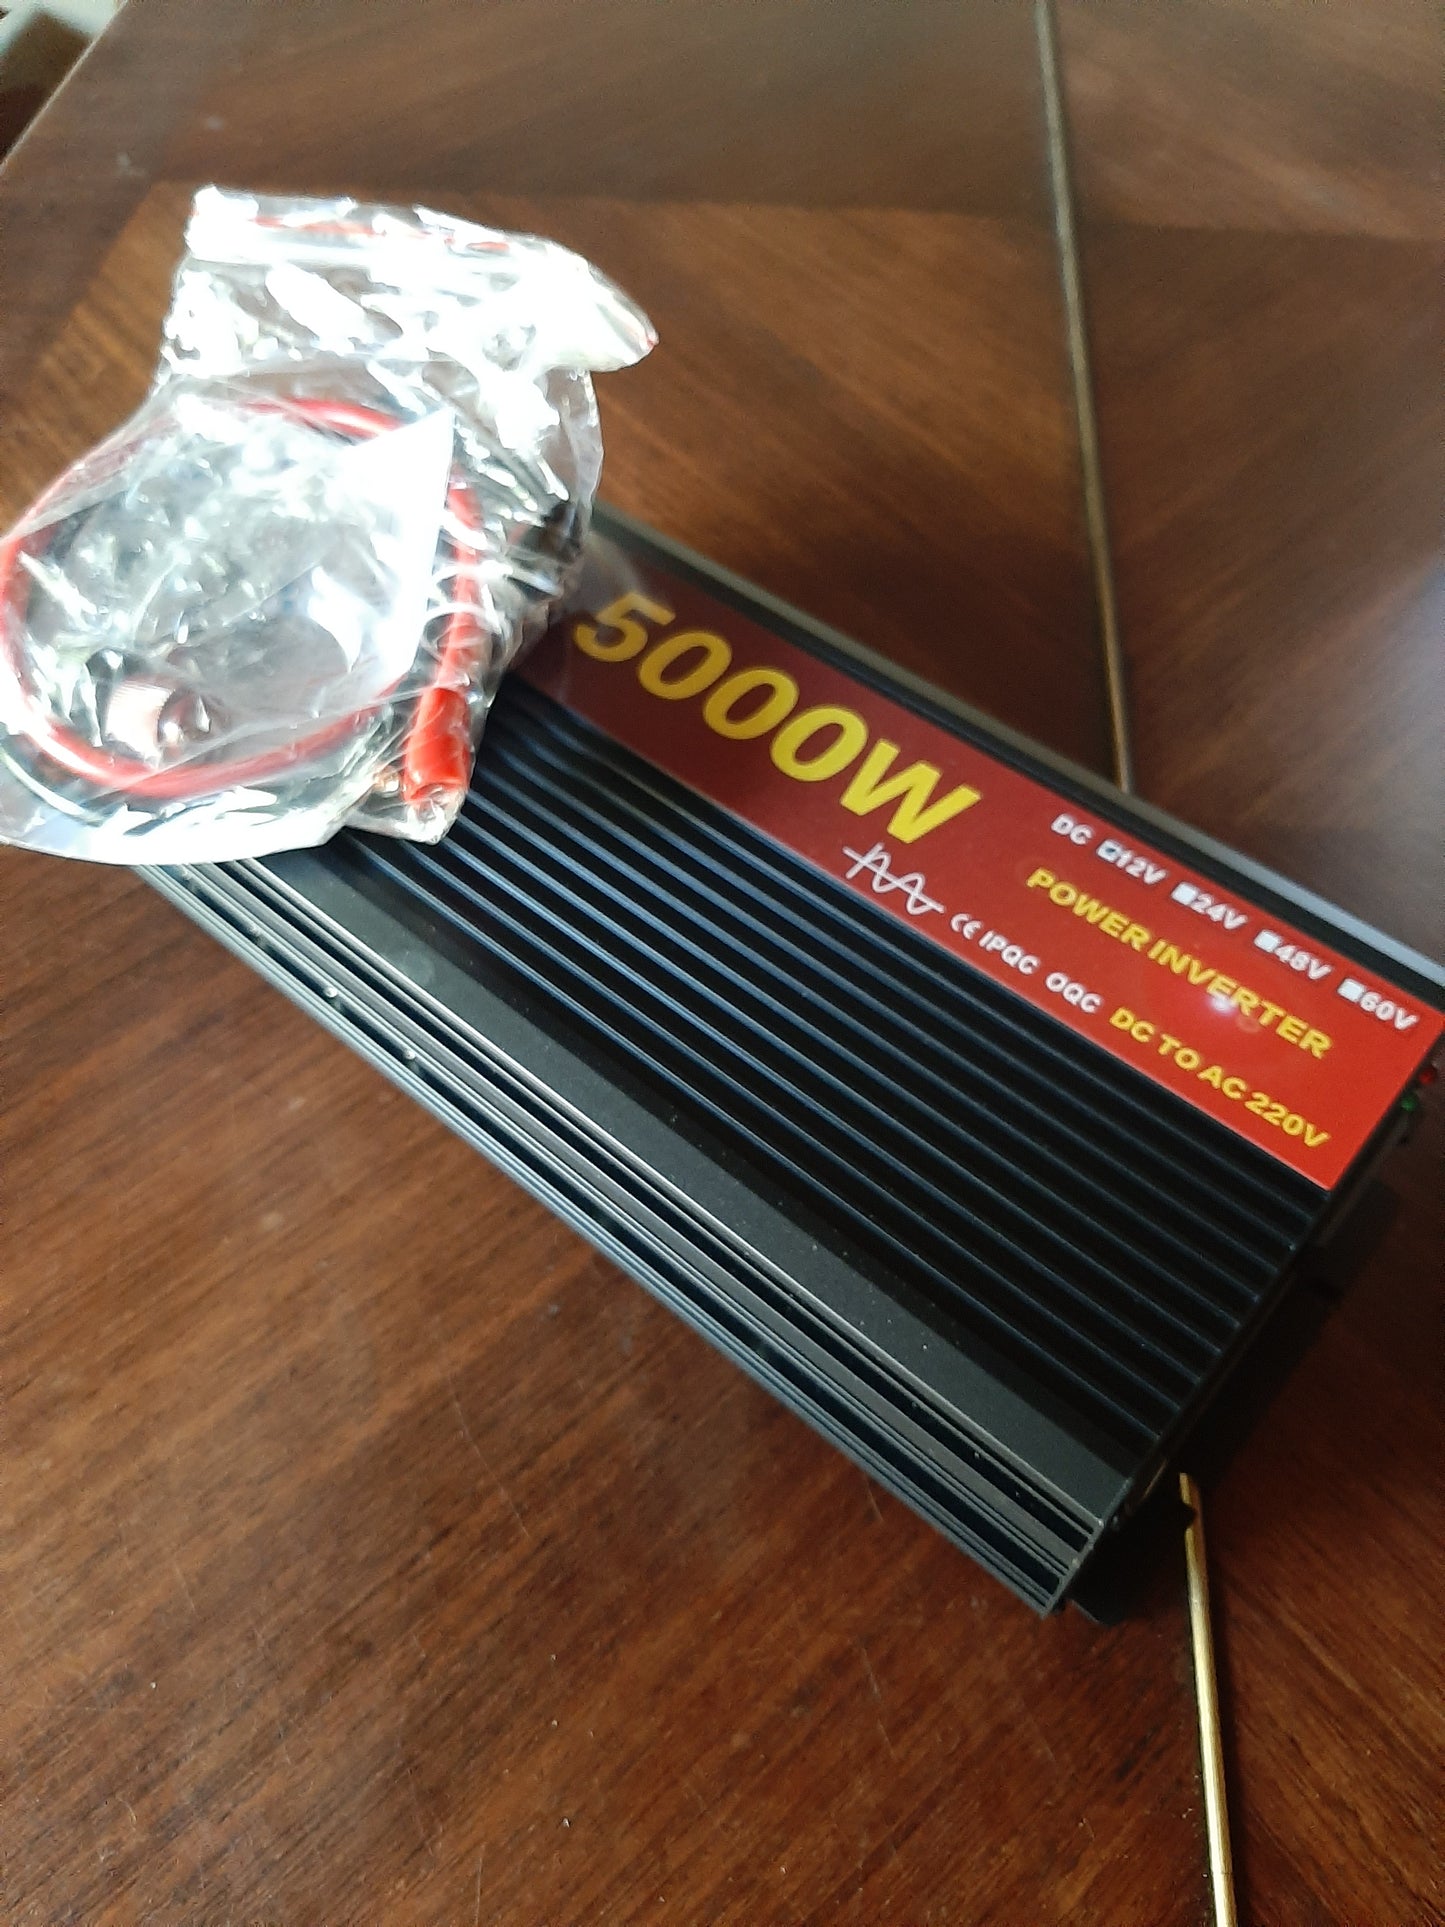 5000W
DC 12V 24V 48V 60V
POWER INVERTER
CE IPQC OQC DC TO AC 220V